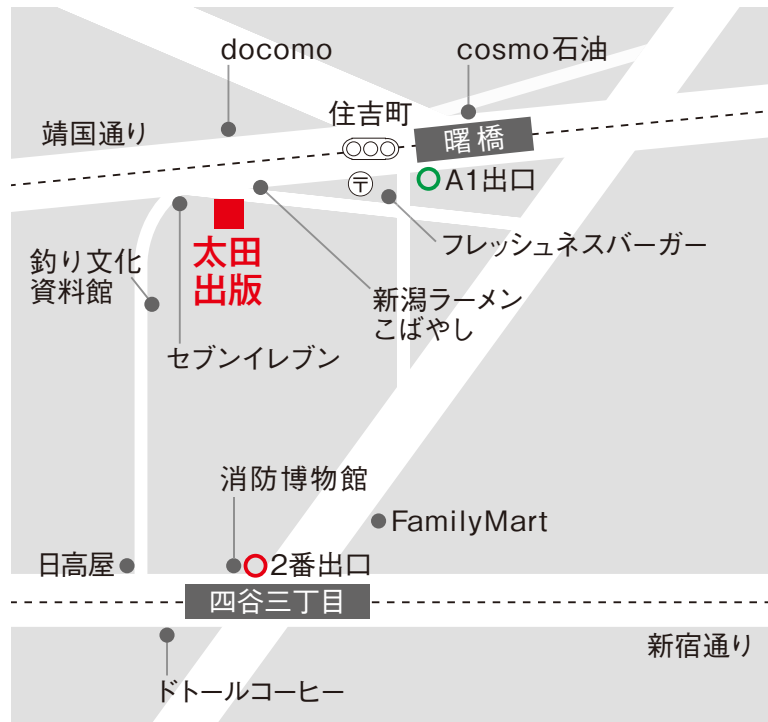 docomo
cosmo石油
住吉町
靖国通り
曙橋
〒
A1出口
フレッシュネスバーガー
太田
出版
釣り文化
資料館
新潟ラーメン
こばやし
セブンイレブン
消防博物館
FamilyMart
日高屋
2番出口
四谷三丁目
新宿通り
ドトールコーヒー